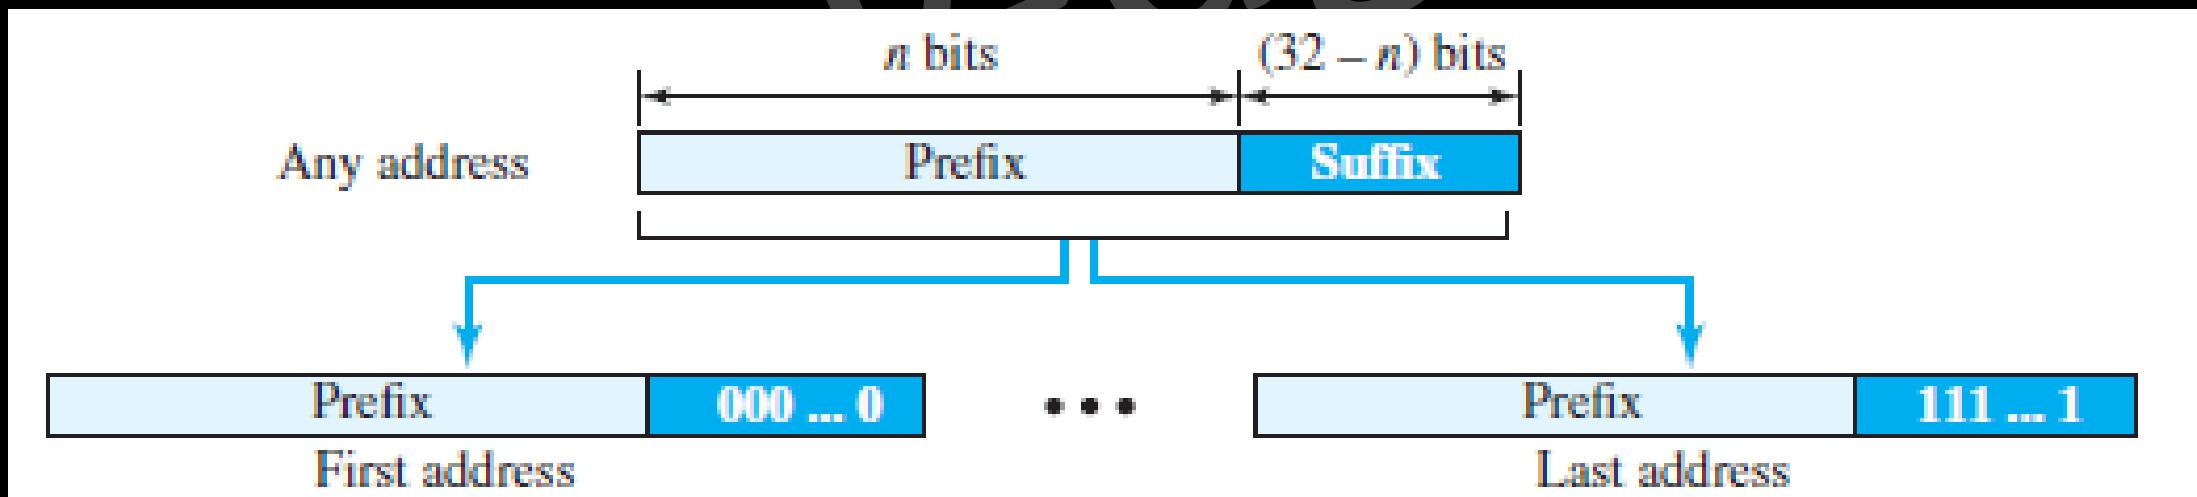 n bits (32 – n) bits
Any address Prefix Suffix
Prefix 000 ... 0 • • • Prefix 111 ... 1
First address Last address